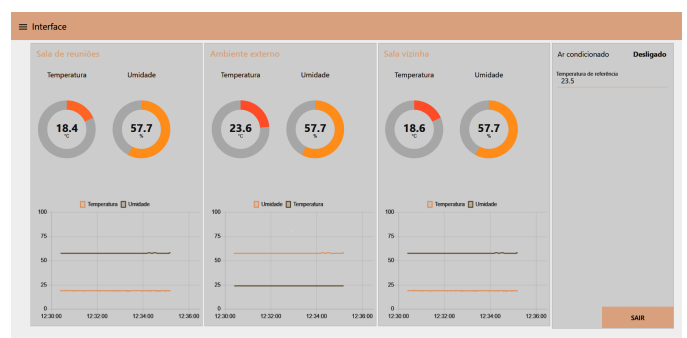 Interface
Sala de reuniões
Temperatura Umidade
18.4
°C
57.7
%
Temperatura Umidade
100
75
50
25
0
12:30:00 12:32:00 12:34:00 12:36:00
Ambiente externo
Temperatura Umidade
23.6
°C
57.7
%
Umidade Temperatura
100
75
50
25
0
12:30:00 12:32:00 12:34:00 12:36:00
Sala vizinha
Temperatura Umidade
18.6
°C
57.7
%
Temperatura Umidade
100
75
50
25
0
12:30:00 12:32:00 12:34:00 12:36:00
Ar condicionado Desligado
Temperatura de referência
23.5
SAIR